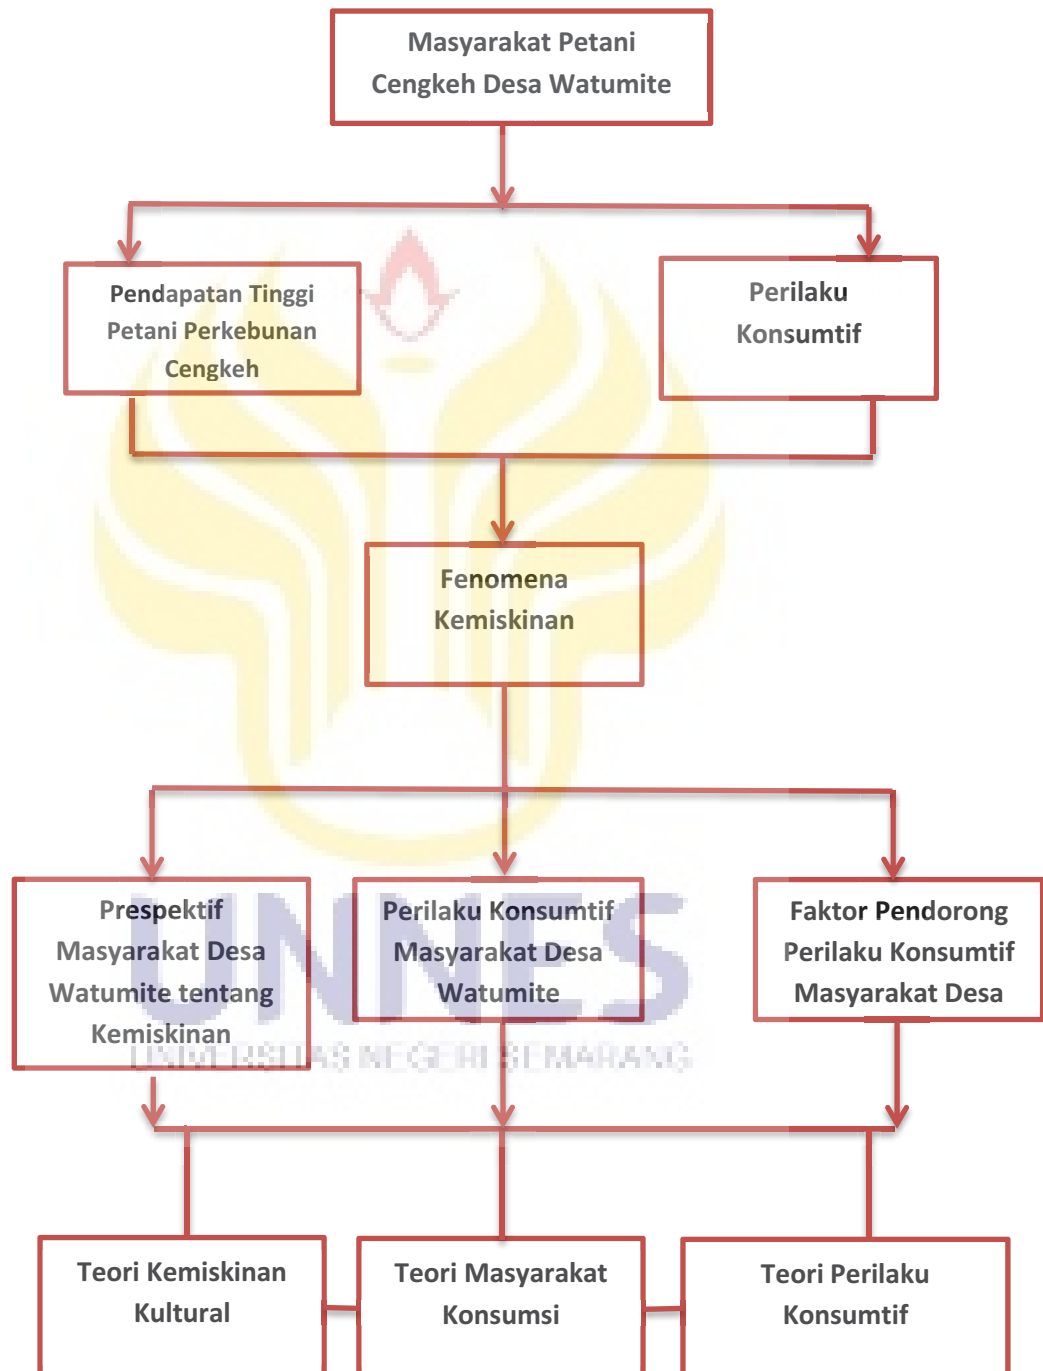 Masyarakat Petani
Cengkeh Desa Watumite
Pendapatan Tinggi
Petani Perkebunan
Cengkeh
Perilaku
Konsumtif
Fenomena
Kemiskinan
Prespektif
Masyarakat Desa
Watumite tentang
Kemiskinan
Perilaku Konsumtif
Masyarakat Desa
Watumite
Faktor Pendorong
Perilaku Konsumtif
Masyarakat Desa
UNNES
UNIVERSITAS NEGERI SEMARANG
Teori Kemiskinan
Kultural
Teori Masyarakat
Konsumsi
Teori Perilaku
Konsumtif